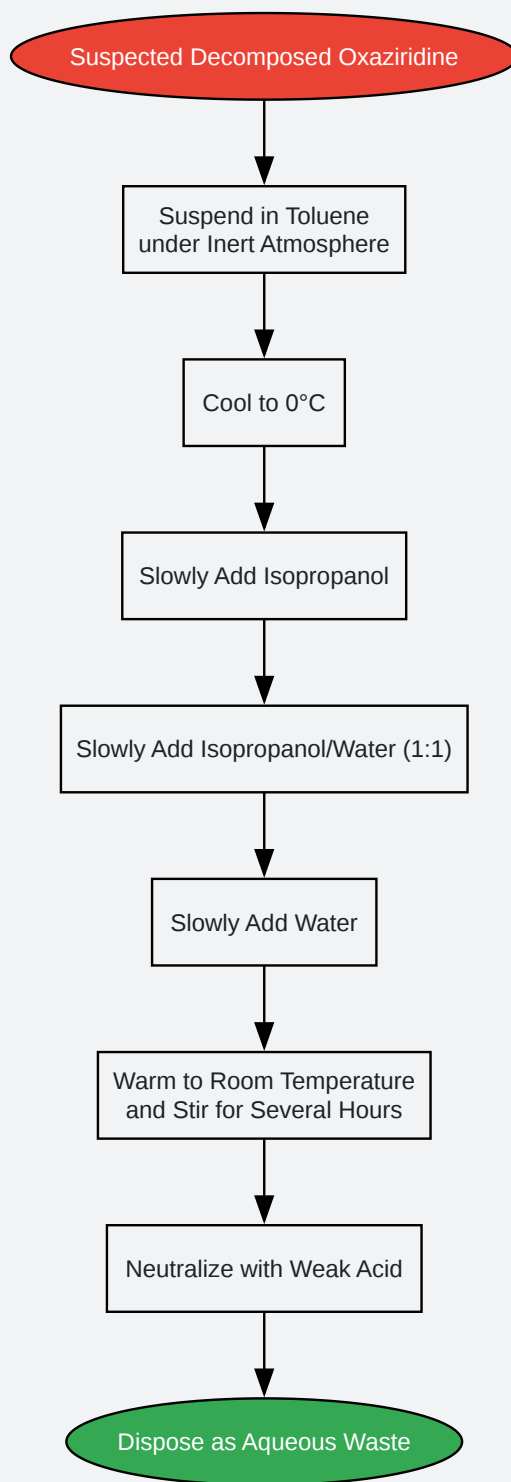 Suspected Decomposed Oxaziridine
Suspend in Toluene
under Inert Atmosphere
Cool to 0°C
Slowly Add Isopropanol
Slowly Add Isopropanol/Water (1:1)
Slowly Add Water
Warm to Room Temperature
and Stir for Several Hours
Neutralize with Weak Acid
Dispose as Aqueous Waste